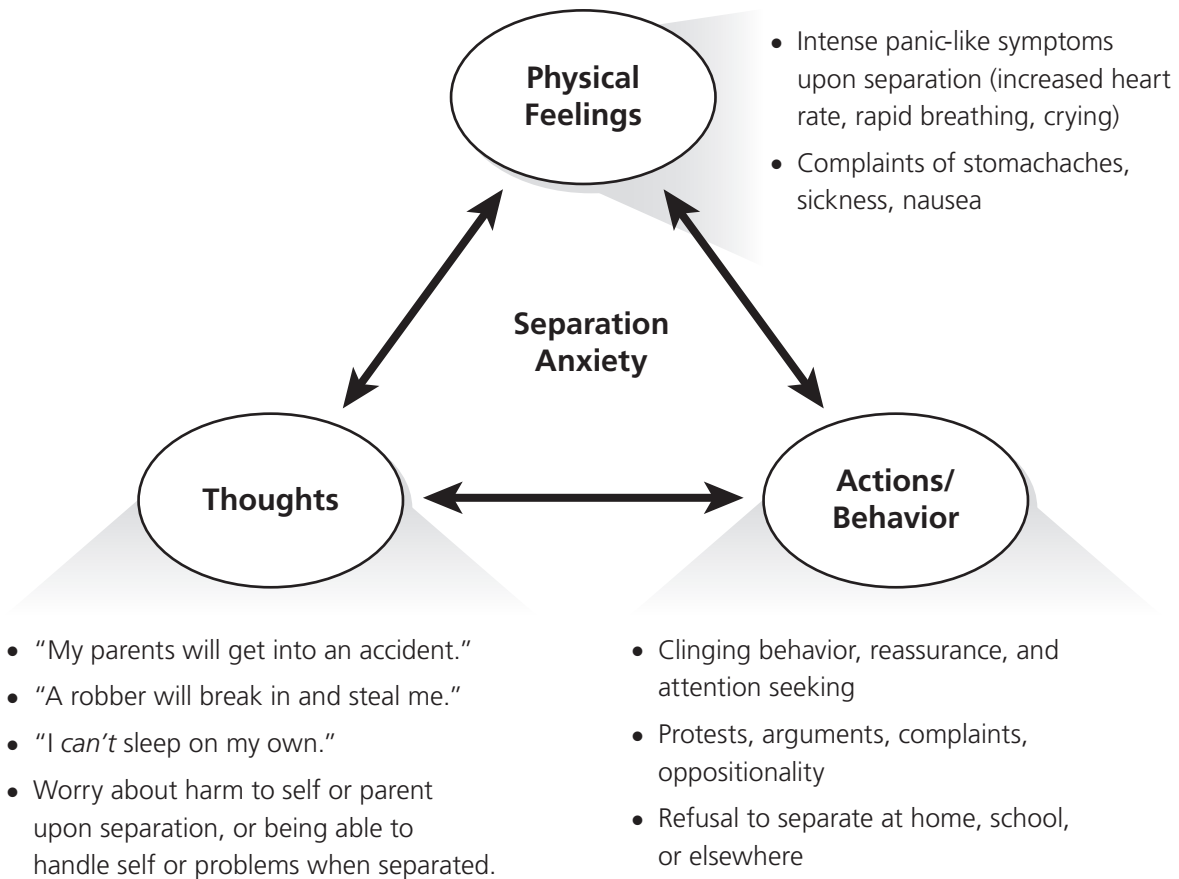 Physical
Feelings
• Intense panic-like symptoms
upon separation (increased heart
rate, rapid breathing, crying)
• Complaints of stomachaches,
sickness, nausea
Separation
Anxiety
Thoughts
Actions/
Behavior
• “My parents will get into an accident.”
• “A robber will break in and steal me.”
• “I can’t sleep on my own.”
• Worry about harm to self or parent
upon separation, or being able to
handle self or problems when separated.
• Clinging behavior, reassurance, and
attention seeking
• Protests, arguments, complaints,
oppositionality
• Refusal to separate at home, school,
or elsewhere